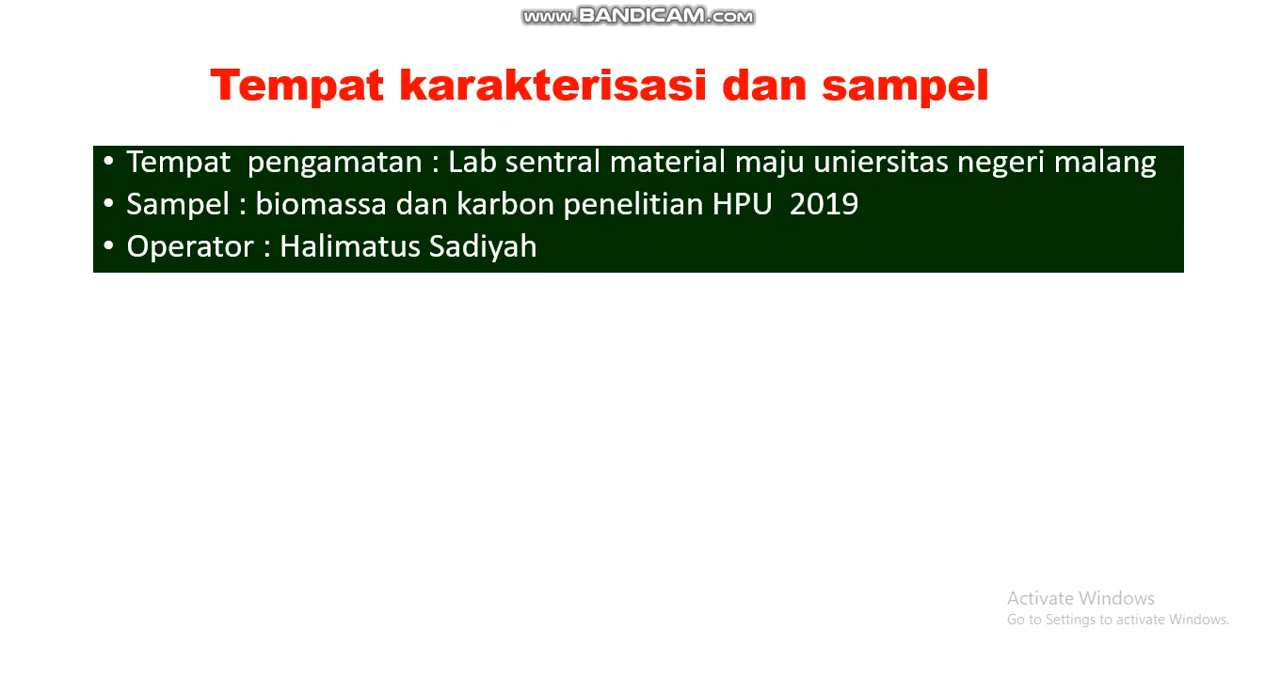 www.BANDICAM.com
Tempat karakterisasi dan sampel
• Tempat pengamatan : Lab sentral material maju uniersitas negeri malang
• Sampel : biomassa dan karbon penelitian HPU 2019
• Operator : Halimatus Sadiyah
Activate Windows
Go to Settings to activate Windows.